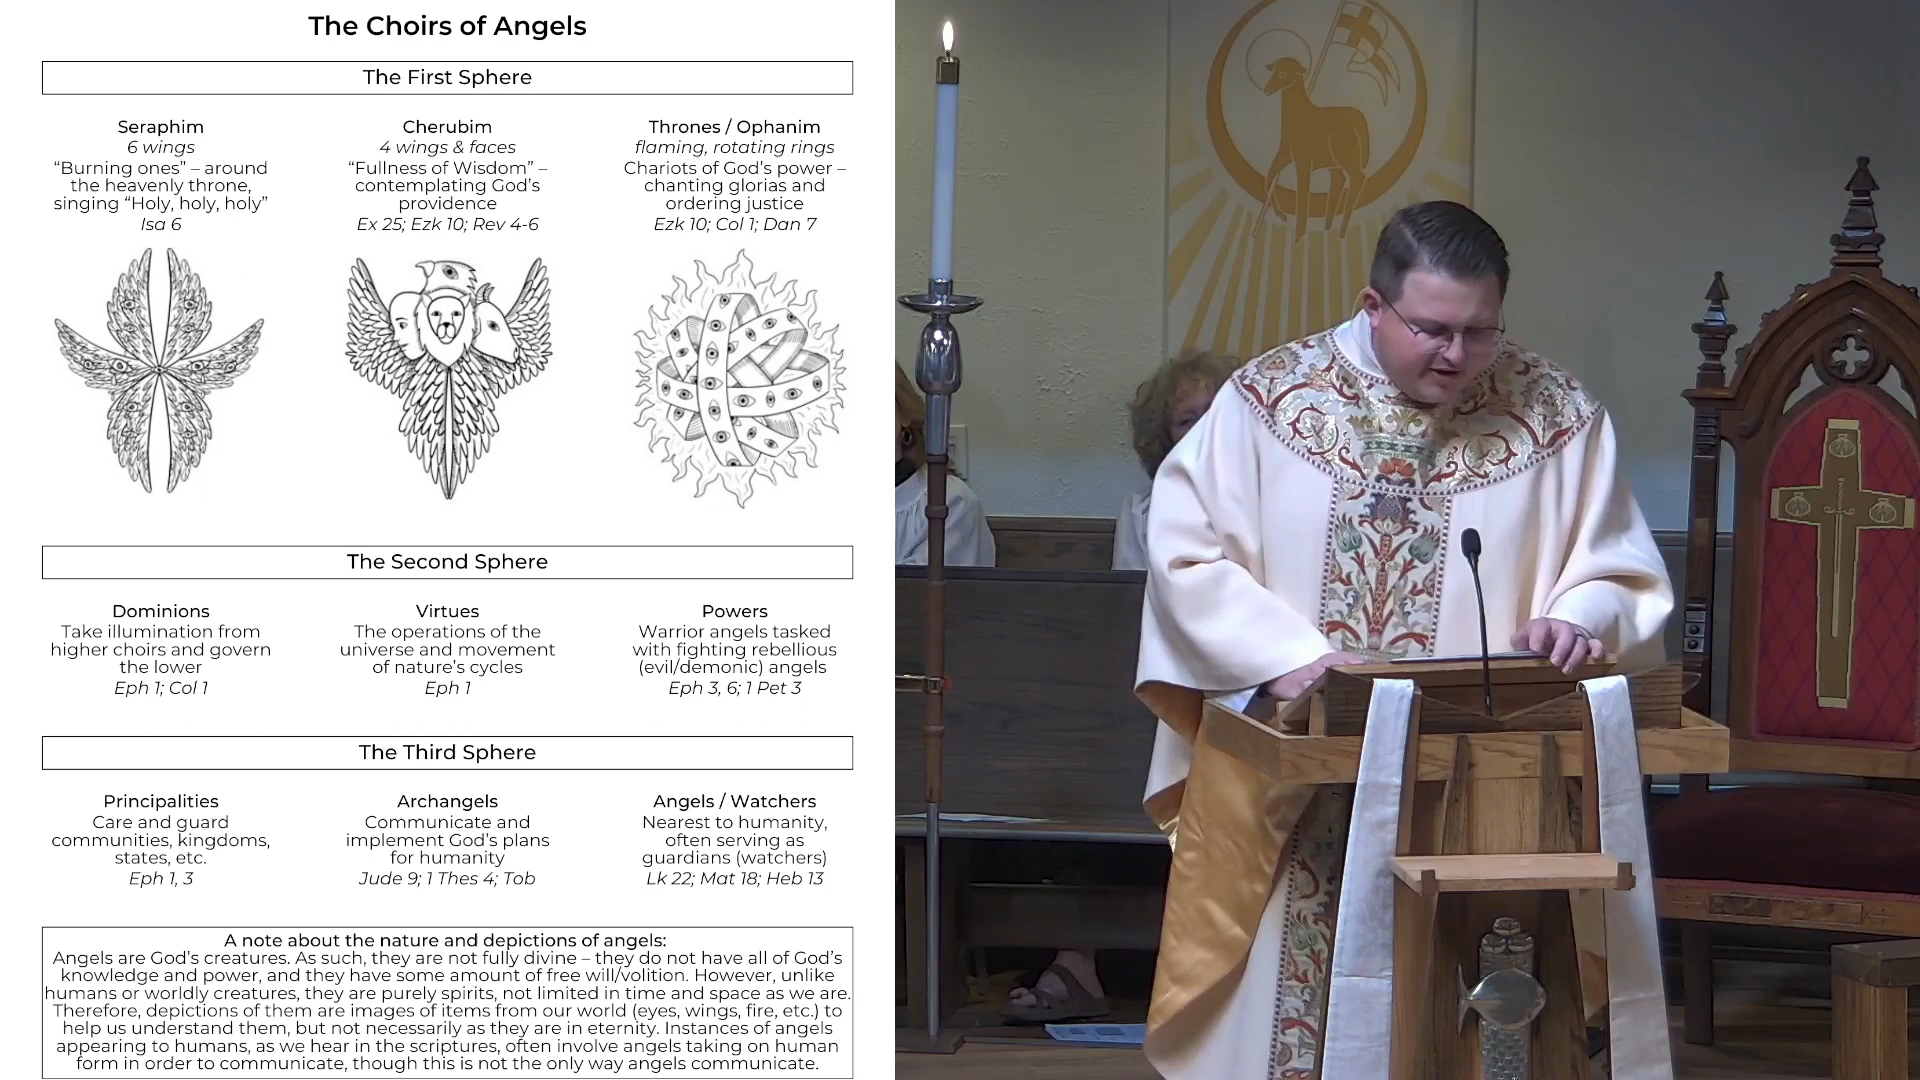 The Choirs of Angels
The First Sphere
Seraphim
6 wings
“Burning ones” – around
the heavenly throne,
singing “Holy, holy, holy”
Isa 6
Cherubim
4 wings & faces
“Fullness of Wisdom” –
contemplating God’s
providence
Ex 25; Ezk 10; Rev 4-6
Thrones / Ophanim
flaming, rotating rings
Chariots of God’s power –
chanting glorias and
ordering justice
Ezk 10; Col 1; Dan 7
The Second Sphere
Dominions
Take illumination from
higher choirs and govern
the lower
Eph 1; Col 1
Virtues
The operations of the
universe and movement
of nature’s cycles
Eph 1
Powers
Warrior angels tasked
with fighting rebellious
(evil/demonic) angels
Eph 3, 6; 1 Pet 3
The Third Sphere
Principalities
Care and guard
communities, kingdoms,
states, etc.
Eph 1, 3
Archangels
Communicate and
implement God’s plans
for humanity
Jude 9; 1 Thes 4; Tob
Angels / Watchers
Nearest to humanity,
often serving as
guardians (watchers)
Lk 22; Mat 18; Heb 13
A note about the nature and depictions of angels:
Angels are God’s creatures. As such, they are not fully divine – they do not have all of God’s
knowledge and power, and they have some amount of free will/volition. However, unlike
humans or worldly creatures, they are purely spirits, not limited in time and space as we are.
Therefore, depictions of them are images of items from our world (eyes, wings, fire, etc.) to
help us understand them, but not necessarily as they are in eternity. Instances of angels
appearing to humans, as we hear in the scriptures, often involve angels taking on human
form in order to communicate, though this is not the only way angels communicate.